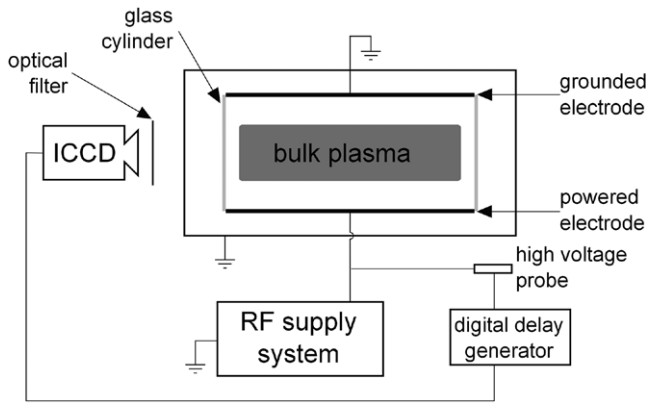 glass
cylinder
optical
filter
grounded
electrode
ICCD
bulk plasma
powered
electrode
high voltage
probe
RF supply
system
digital delay
generator